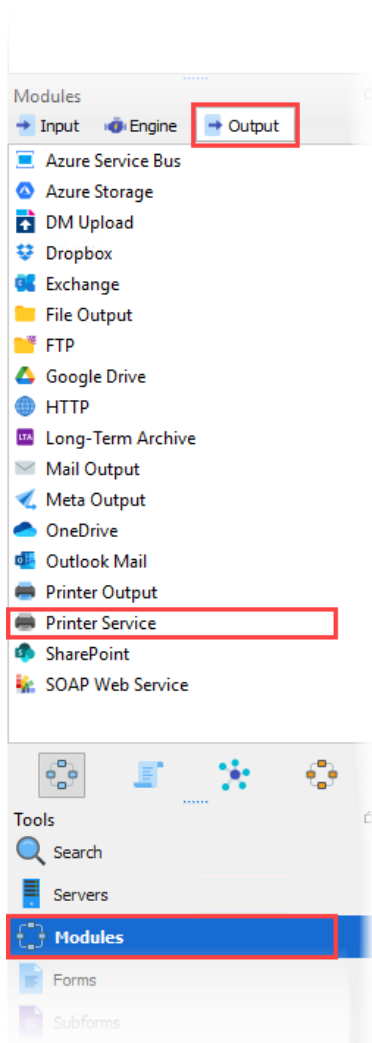 Modules
Input Engine Output
Azure Service Bus
Azure Storage
DM Upload
Dropbox
Exchange
File Output
FTP
Google Drive
HTTP
LTA Long-Term Archive
Mail Output
Meta Output
OneDrive
Outlook Mail
Printer Output
Printer Service
SharePoint
SOAP Web Service
Tools
Search
Servers
Modules
Forms
Subforms